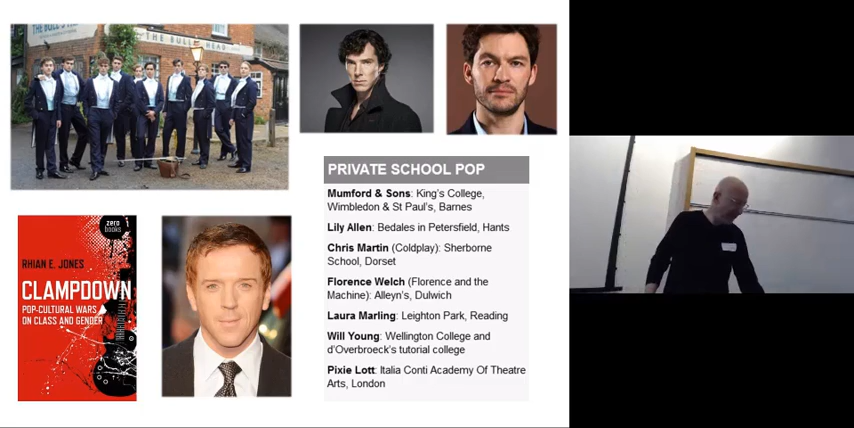 THE BULL'S HEAD
THE BULL'S HEAD
PRIVATE SCHOOL POP
Mumford & Sons: King's College,
Wimbledon & St Paul's, Barnes
Lily Allen: Bedales in Petersfield, Hants
Chris Martin (Coldplay): Sherborne
School, Dorset
Florence Welch (Florence and the
Machine): Alleyn's, Dulwich
Laura Marling: Leighton Park, Reading
Will Young: Wellington College and
d'Overbroeck's tutorial college
Pixie Lott: Italia Conti Academy Of Theatre
Arts, London
zero
books
RHIAN E. JONES
CLAMPDOWN
POP-CULTURAL WARS
ON CLASS AND GENDER